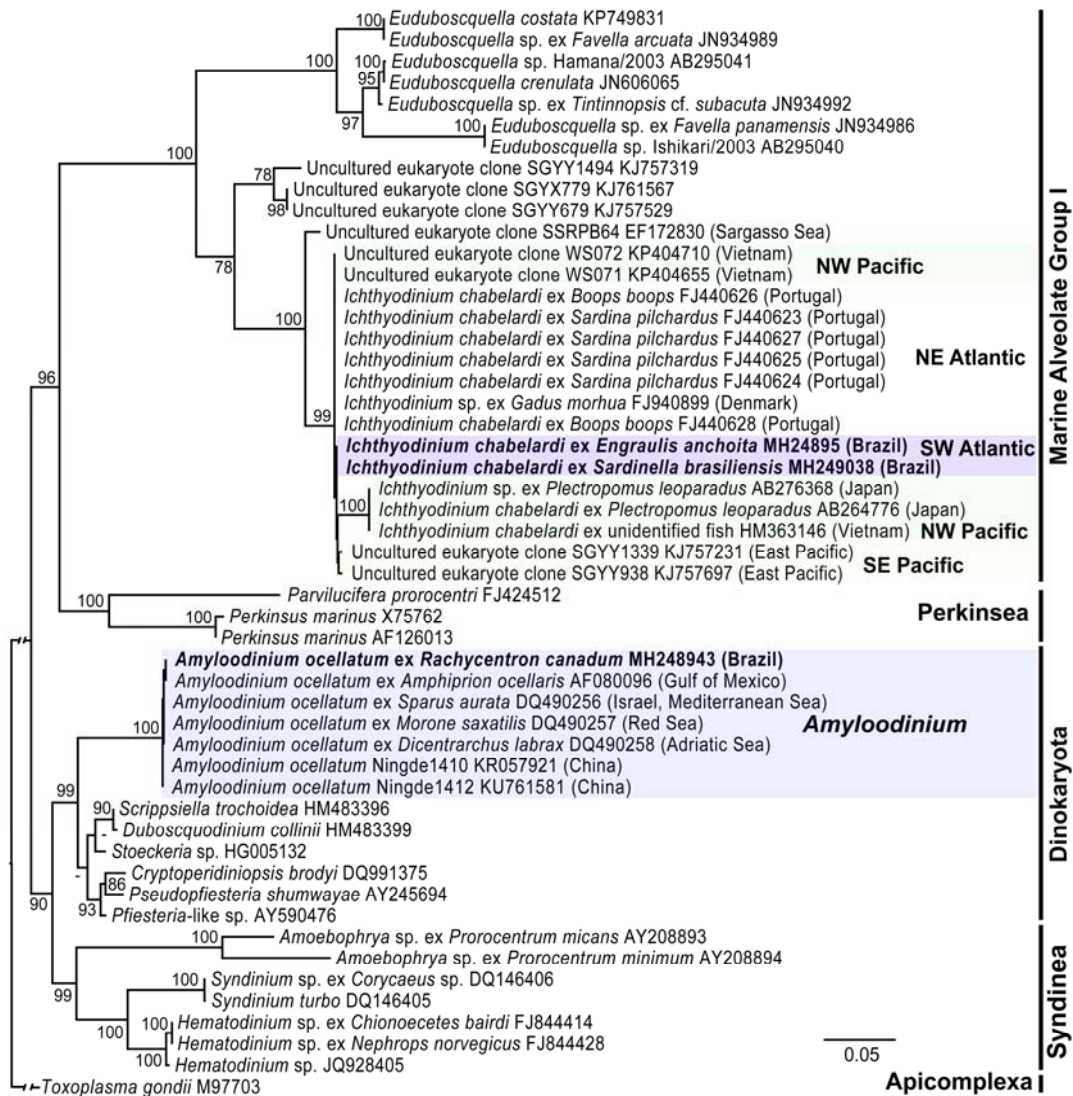 100 Euduboscquella costata KP749831
Euduboscquella sp. ex Favella arcuata JN934989
100
100 Euduboscquella sp. Hamana/2003 AB295041
95 Euduboscquella crenulata JN606065
Euduboscquella sp. ex Tintinnopsis cf. subacuta JN934992
97
100 Euduboscquella sp. ex Favella panamensis JN934986
Euduboscquella sp. Ishikari/2003 AB295040
100
78 Uncultured eukaryote clone SGYY1494 KJ757319
Uncultured eukaryote clone SGYX779 KJ761567
98 Uncultured eukaryote clone SGYY679 KJ757529
Uncultured eukaryote clone SSRPB64 EF172830 (Sargasso Sea)
78
Uncultured eukaryote clone WS072 KP404710 (Vietnam)
NW Pacific
Uncultured eukaryote clone WS071 KP404655 (Vietnam)
Ichthyodinium chabelardi ex Boops boops FJ440626 (Portugal)
100
Ichthyodinium chabelardi ex Sardina pilchardus FJ440623 (Portugal)
Ichthyodinium chabelardi ex Sardina pilchardus FJ440627 (Portugal)
NE Atlantic
Ichthyodinium chabelardi ex Sardina pilchardus FJ440625 (Portugal)
96
Ichthyodinium chabelardi ex Sardina pilchardus FJ440624 (Portugal)
Ichthyodinium sp. ex Gadus morhua FJ940899 (Denmark)
99
Ichthyodinium chabelardi ex Boops boops FJ440628 (Portugal)
Ichthyodinium chabelardi ex Engraulis anchoita MH24895 (Brazil) SW Atlantic
Ichthyodinium chabelardi ex Sardinella brasiliensis MH249038 (Brazil)
Ichthyodinium sp. ex Plectropomus leoparadus AB276368 (Japan)
100
Ichthyodinium chabelardi ex Plectropomus leoparadus AB264776 (Japan)
Ichthyodinium chabelardi ex unidentified fish HM363146 (Vietnam) NW Pacific
Uncultured eukaryote clone SGYY1339 KJ757231 (East Pacific)
SE Pacific
Uncultured eukaryote clone SGYY938 KJ757697 (East Pacific)
Marine Alveolate Group I
100 Parvilucifera prorocentri FJ424512
100 Perkinsus marinus X75762
Perkinsus marinus AF126013
Perkinsea
Amyloodinium ocellatum ex Rachycentron canadum MH248943 (Brazil)
Amyloodinium ocellatum ex Amphiprion ocellaris AF080096 (Gulf of Mexico)
Amyloodinium ocellatum ex Sparus aurata DQ490256 (Israel, Mediterranean Sea)
100
Amyloodinium ocellatum ex Morone saxatilis DQ490257 (Red Sea)
Amyloodinium
Amyloodinium ocellatum ex Dicentrarchus labrax DQ490258 (Adriatic Sea)
Amyloodinium ocellatum Ningde1410 KR057921 (China)
Amyloodinium ocellatum Ningde1412 KU761581 (China)
99
90 Scrippsiella trochoidea HM483396
Duboscquodinium collinii HM483399
-
Stoeckeria sp. HG005132
-
Cryptoperidiniopsis brodyi DQ991375
86 Pseudopfiesteria shumwayae AY245694
93 Pfiesteria-like sp. AY590476
Dinokaryota
90
100 Amoebophrya sp. ex Prorocentrum micans AY208893
Amoebophrya sp. ex Prorocentrum minimum AY208894
99
100 Syndinium sp. ex Corycaeus sp. DQ146406
Syndinium turbo DQ146405
100
100 Hematodinium sp. ex Chionoecetes bairdi FJ844414
Hematodinium sp. ex Nephrops norvegicus FJ844428
100 Hematodinium sp. JQ928405
Syndinea
0.05
Toxoplasma gondii M97703
Apicomplexa